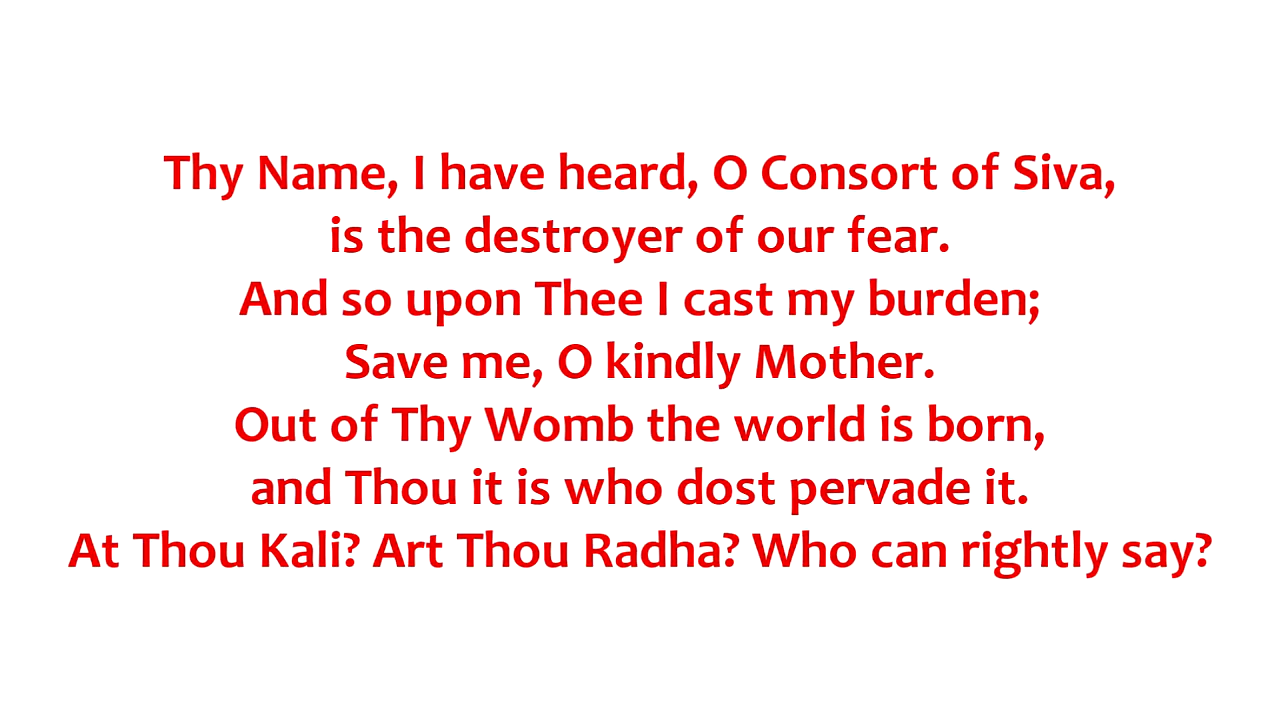 Thy Name, I have heard, O Consort of Siva,
is the destroyer of our fear.
And so upon Thee I cast my burden;
Save me, O kindly Mother.
Out of Thy Womb the world is born,
and Thou it is who dost pervade it.
At Thou Kali? Art Thou Radha? Who can rightly say?